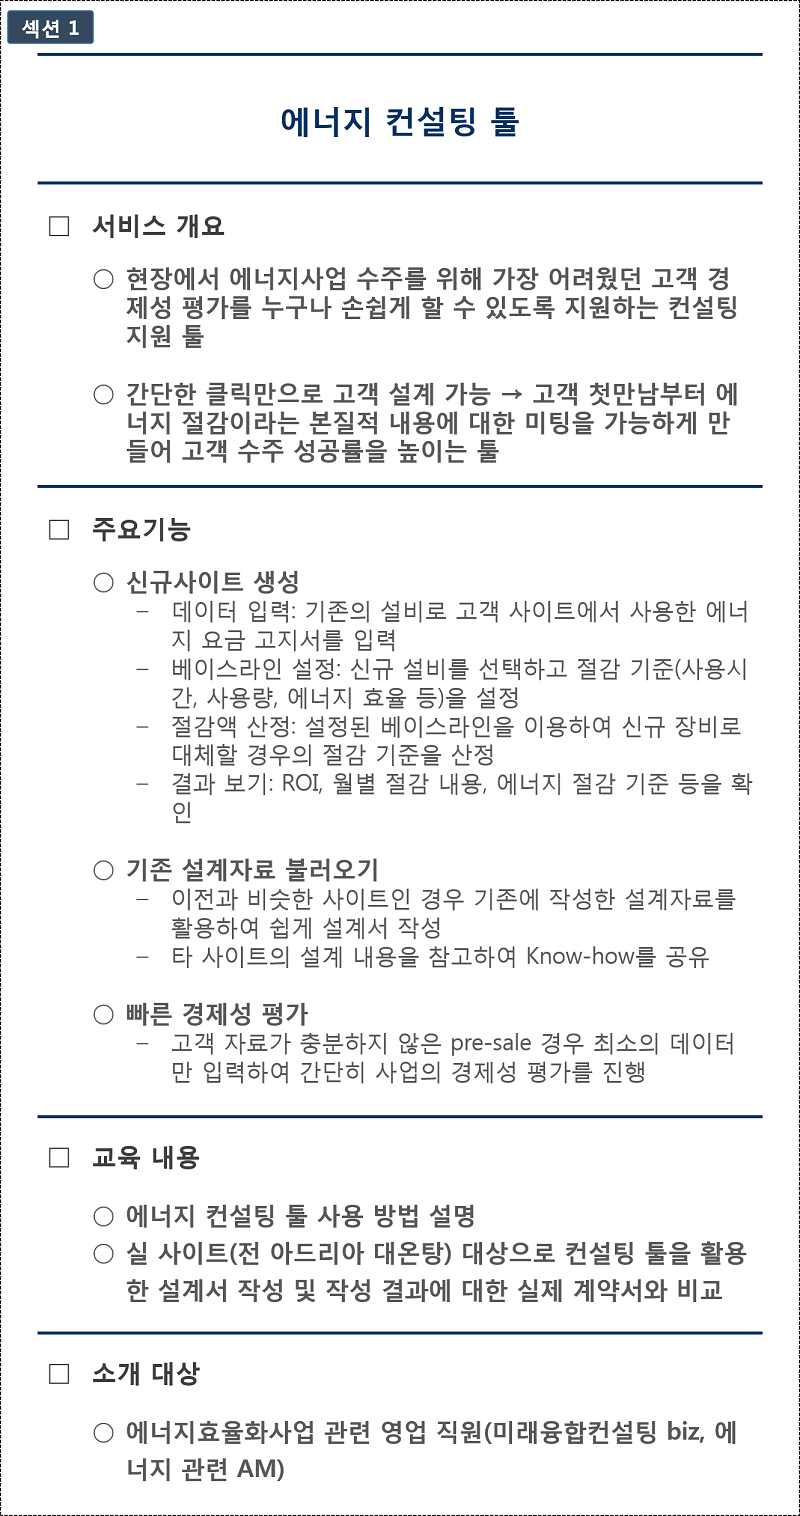 섹션 1
에너지 컨설팅 툴
□ 서비스 개요
○ 현장에서 에너지사업 수주를 위해 가장 어려웠던 고객 경
제성 평가를 누구나 손쉽게 할 수 있도록 지원하는 컨설팅
지원 툴
○ 간단한 클릭만으로 고객 설계 가능 → 고객 첫만남부터 에
너지 절감이라는 본질적 내용에 대한 미팅을 가능하게 만
들어 고객 수주 성공률을 높이는 툴
□ 주요기능
○ 신규사이트 생성
– 데이터 입력: 기존의 설비로 고객 사이트에서 사용한 에너
지 요금 고지서를 입력
– 베이스라인 설정: 신규 설비를 선택하고 절감 기준(사용시
간, 사용량, 에너지 효율 등)을 설정
– 절감액 산정: 설정된 베이스라인을 이용하여 신규 장비로
대체할 경우의 절감 기준을 산정
– 결과 보기: ROI, 월별 절감 내용, 에너지 절감 기준 등을 확
인
○ 기존 설계자료 불러오기
– 이전과 비슷한 사이트인 경우 기존에 작성한 설계자료를
활용하여 쉽게 설계서 작성
– 타 사이트의 설계 내용을 참고하여 Know-how를 공유
○ 빠른 경제성 평가
– 고객 자료가 충분하지 않은 pre-sale 경우 최소의 데이터
만 입력하여 간단히 사업의 경제성 평가를 진행
□ 교육 내용
○ 에너지 컨설팅 툴 사용 방법 설명
○ 실 사이트(전 아드리아 대온탕) 대상으로 컨설팅 툴을 활용
한 설계서 작성 및 작성 결과에 대한 실제 계약서와 비교
□ 소개 대상
○ 에너지효율화사업 관련 영업 직원(미래융합컨설팅 biz, 에
너지 관련 AM)